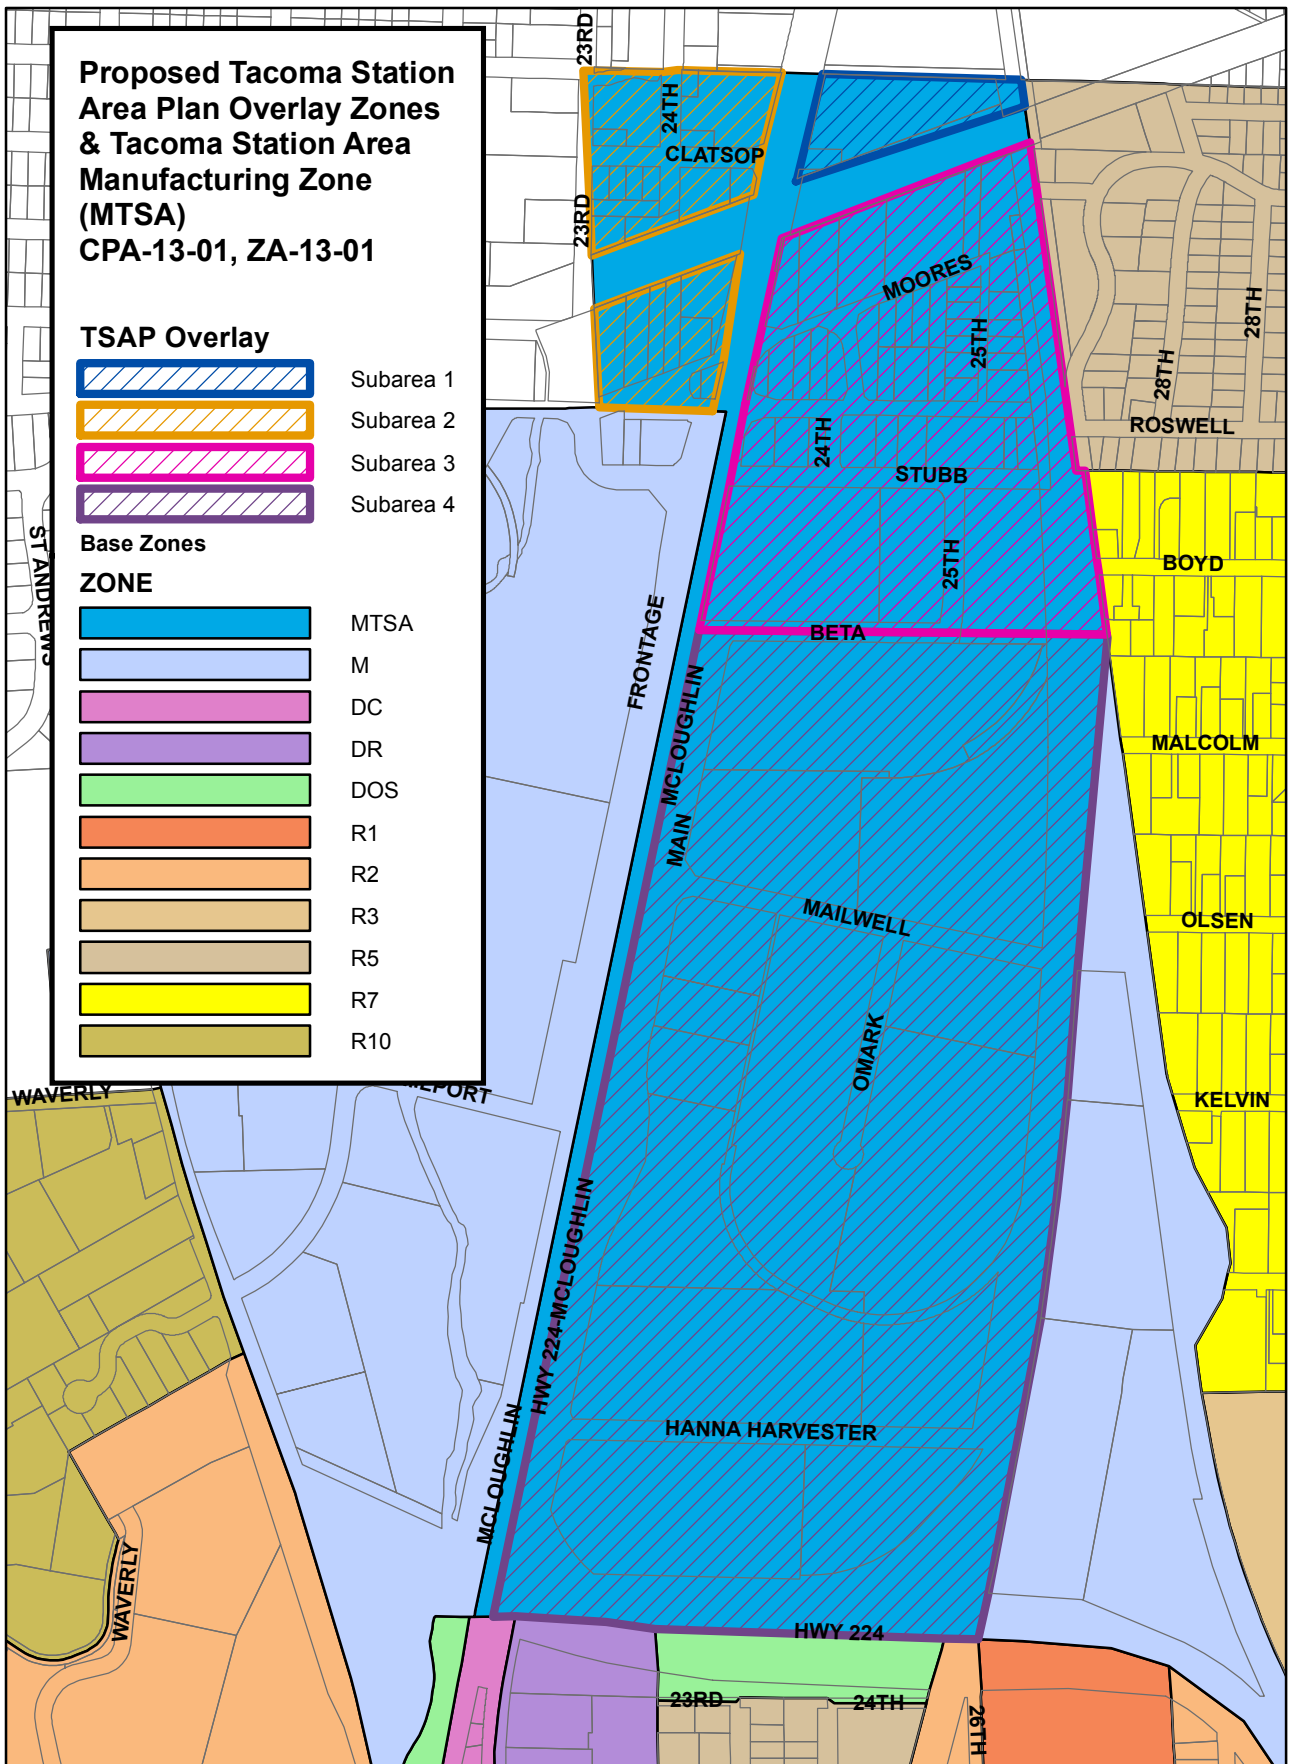 Proposed Tacoma Station
Area Plan Overlay Zones
& Tacoma Station Area
Manufacturing Zone
(MTSA)
CPA-13-01, ZA-13-01
TSAP Overlay
Subarea 1
Subarea 2
Subarea 3
Subarea 4
Base Zones
ZONE
MTSA
M
DC
DR
DOS
R1
R2
R3
R5
R7
R10
23RD
24TH
CLATSOP
23RD
MOORES
25TH
28TH
28TH
ROSWELL
24TH
STUBB
25TH
BOYD
ST ANDREWS
FRONTAGE
BETA
MCLOUGHLIN
MAIN
MALCOLM
MAILWELL
OLSEN
OMARK
KELVIN
WAVERLY
HWY 224-MCLOUGHLIN
HANNA HARVESTER
MCLOUGHLIN
WAVERLY
HWY 224
23RD
24TH
26TH